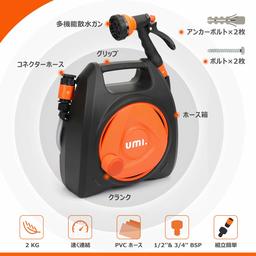 多機能散水ガン
アンカーボルト×2枚
グリップ
コネクターホース
ボルト×2枚
ホース箱
umi.
クランク
2 KG
速く連結
PVC ホース
1/2"& 3/4" BSP
組立簡単